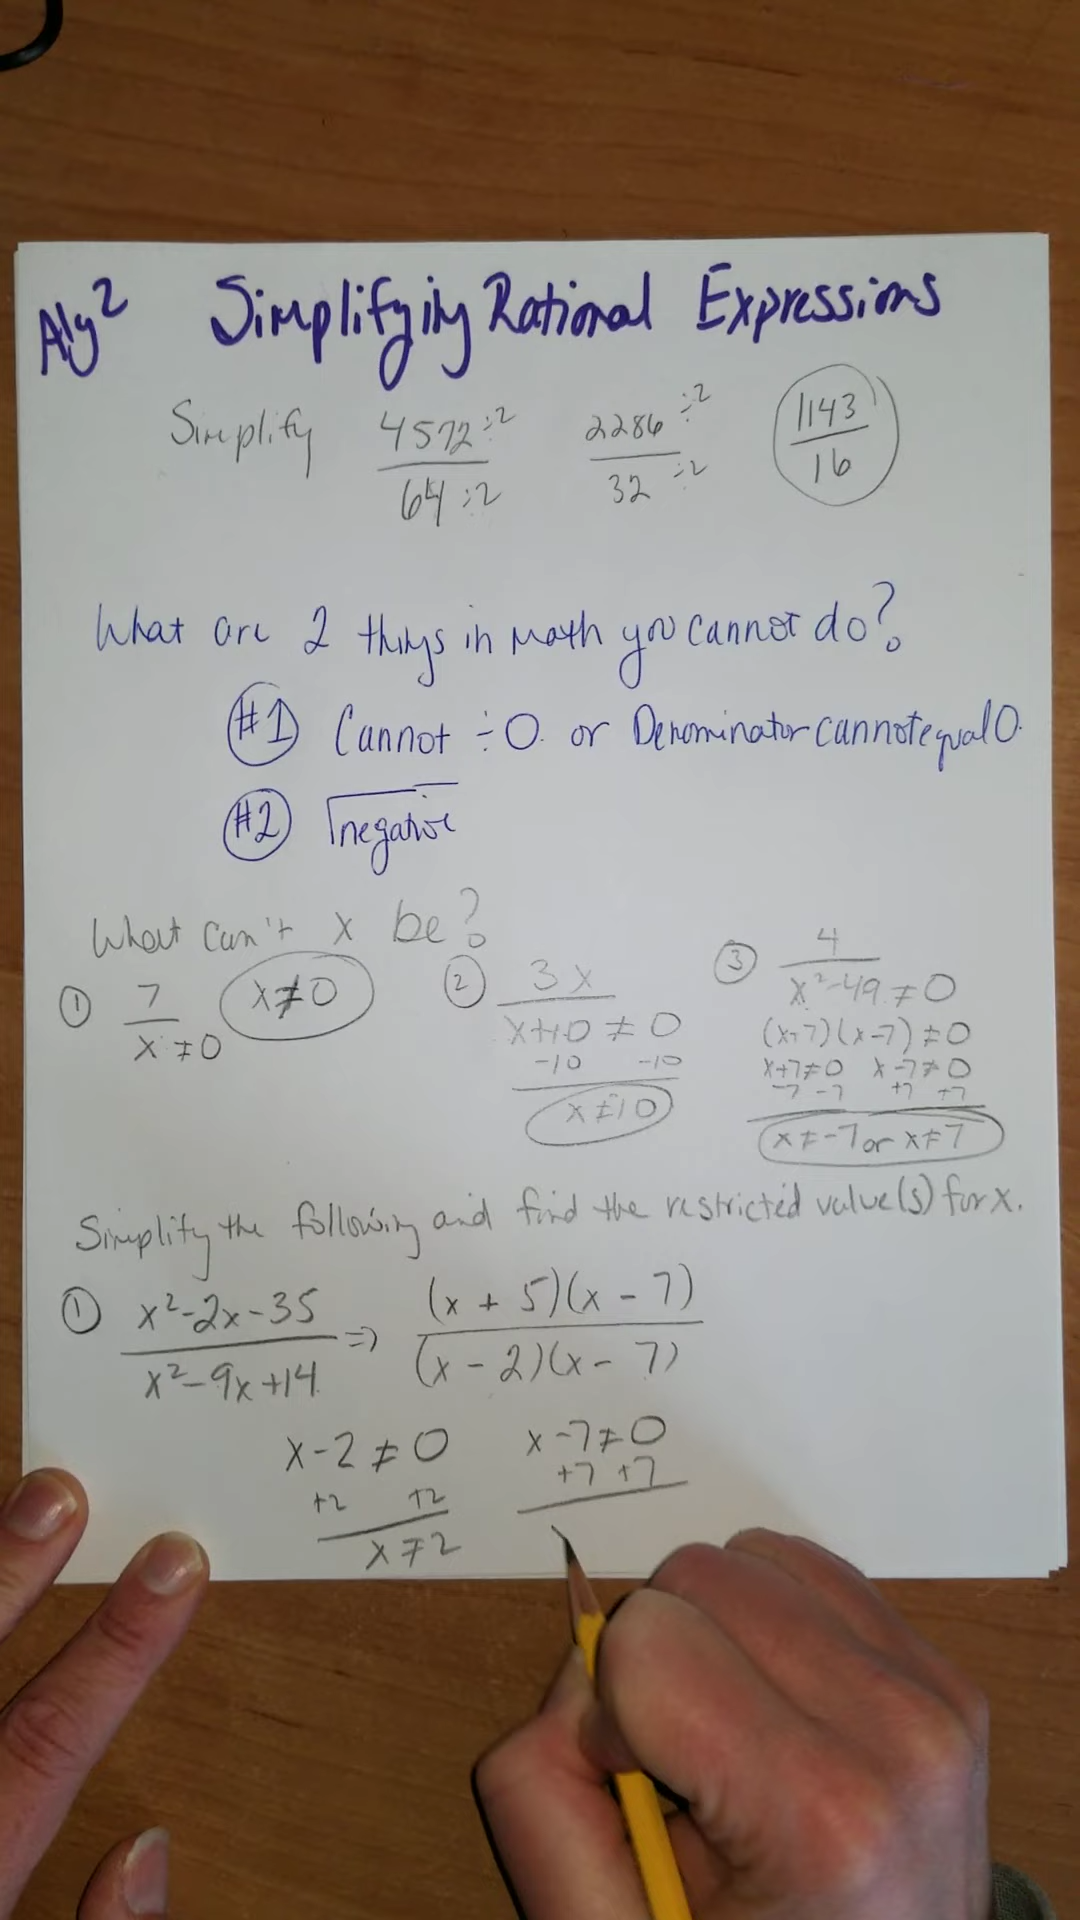 Alg 2 Simplifying Rational Expressions
Simplify 4572÷2/64÷2 2286÷2/32÷2 1143/16
What are 2 things in math you cannot do?
#1 Cannot ÷ 0. or Denominator cannot equal 0.
#2 √negative
What can't x be?
① 7/x ≠ 0 x ≠ 0
② 3x/x+10 ≠ 0
-10 -10
x ≠ -10
③ 4/x²-49 ≠ 0
(x+7)(x-7) ≠ 0
x+7≠0 x-7≠0
-7 -7 +7 +7
x ≠ -7 or x ≠ 7
Simplify the following and find the restricted value(s) for x.
① x²-2x-35/x²-9x+14 => (x + 5)(x - 7)/(x - 2)(x - 7)
x-2 ≠ 0 x-7 ≠ 0
+2 +2 +7 +7
x ≠ 2